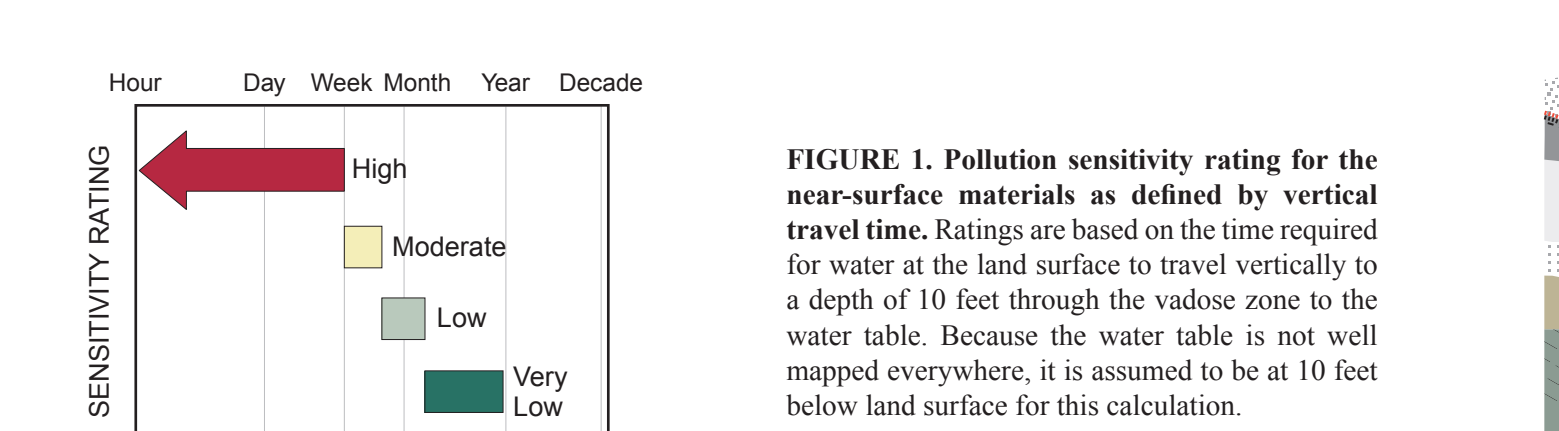 Hour Day Week Month Year Decade
SENSITIVITY RATING
High
Moderate
Low
Very
Low
FIGURE 1. Pollution sensitivity rating for the
near-surface materials as defined by vertical
travel time. Ratings are based on the time required
for water at the land surface to travel vertically to
a depth of 10 feet through the vadose zone to the
water table. Because the water table is not well
mapped everywhere, it is assumed to be at 10 feet
below land surface for this calculation.